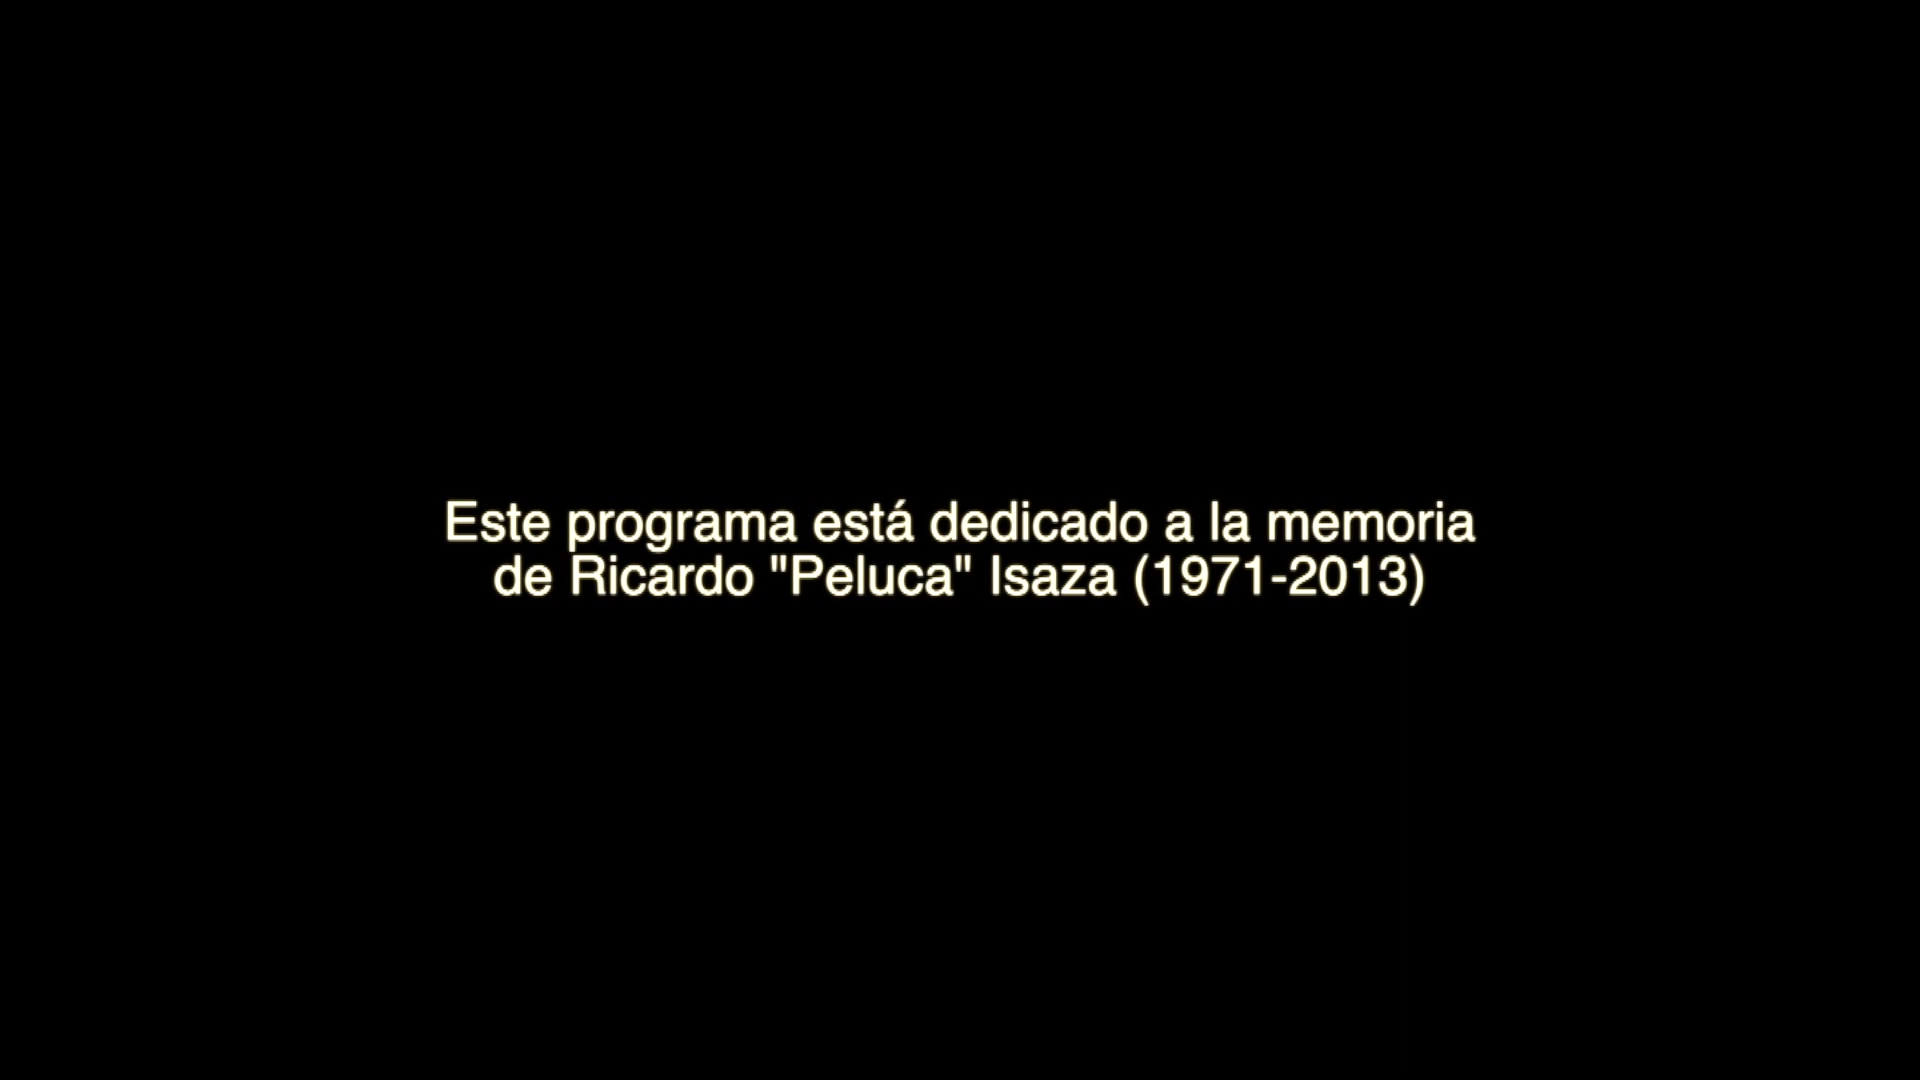 Este programa está dedicado a la memoria
de Ricardo "Peluca" Isaza (1971-2013)